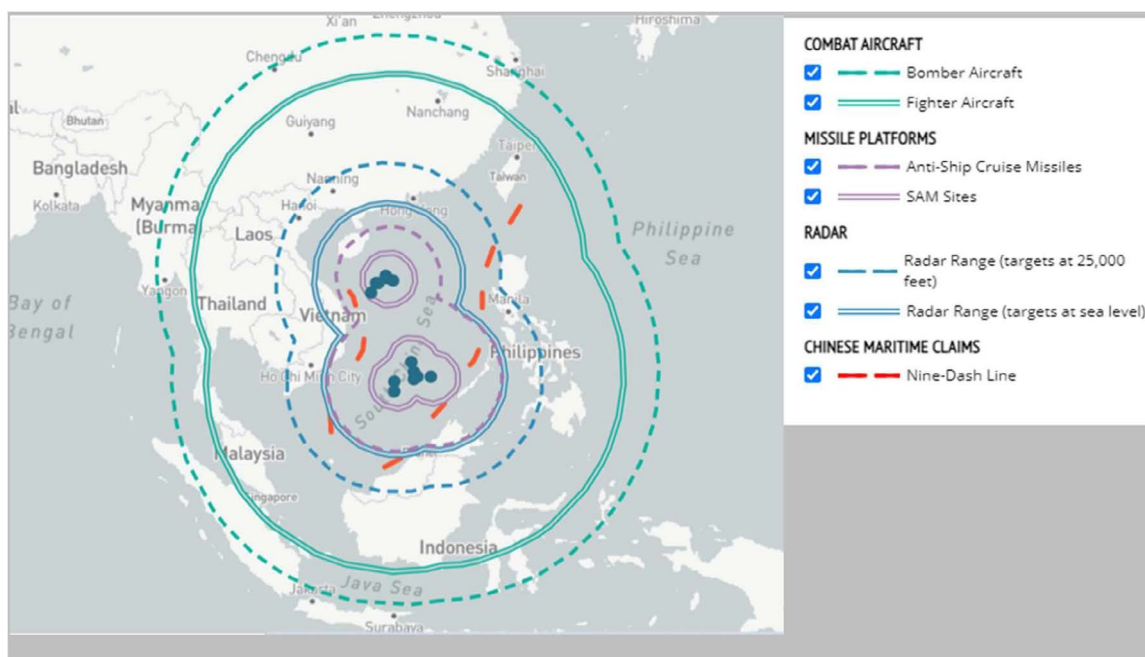 Xi'an
Zhengzhou
Hiroshima
Chengdu
Shanghai
Nanchang
Bhutan
Guiyang
Taipei
Bangladesh
Nanning
Taiwan
Kolkata
Myanmar
(Burma)
Hanoi
Hong Kong
Laos
Philippine
Sea
Yangon
Thailand
Bay of
Bengal
Vietnam
Manila
South China Sea
Philippines
Ho Chi Minh City
Malaysia
Brunei
Singapore
Indonesia
Java Sea
Jakarta
Surabaya
COMBAT AIRCRAFT
Bomber Aircraft
Fighter Aircraft
MISSILE PLATFORMS
Anti-Ship Cruise Missiles
SAM Sites
RADAR
Radar Range (targets at 25,000
feet)
Radar Range (targets at sea level)
CHINESE MARITIME CLAIMS
Nine-Dash Line